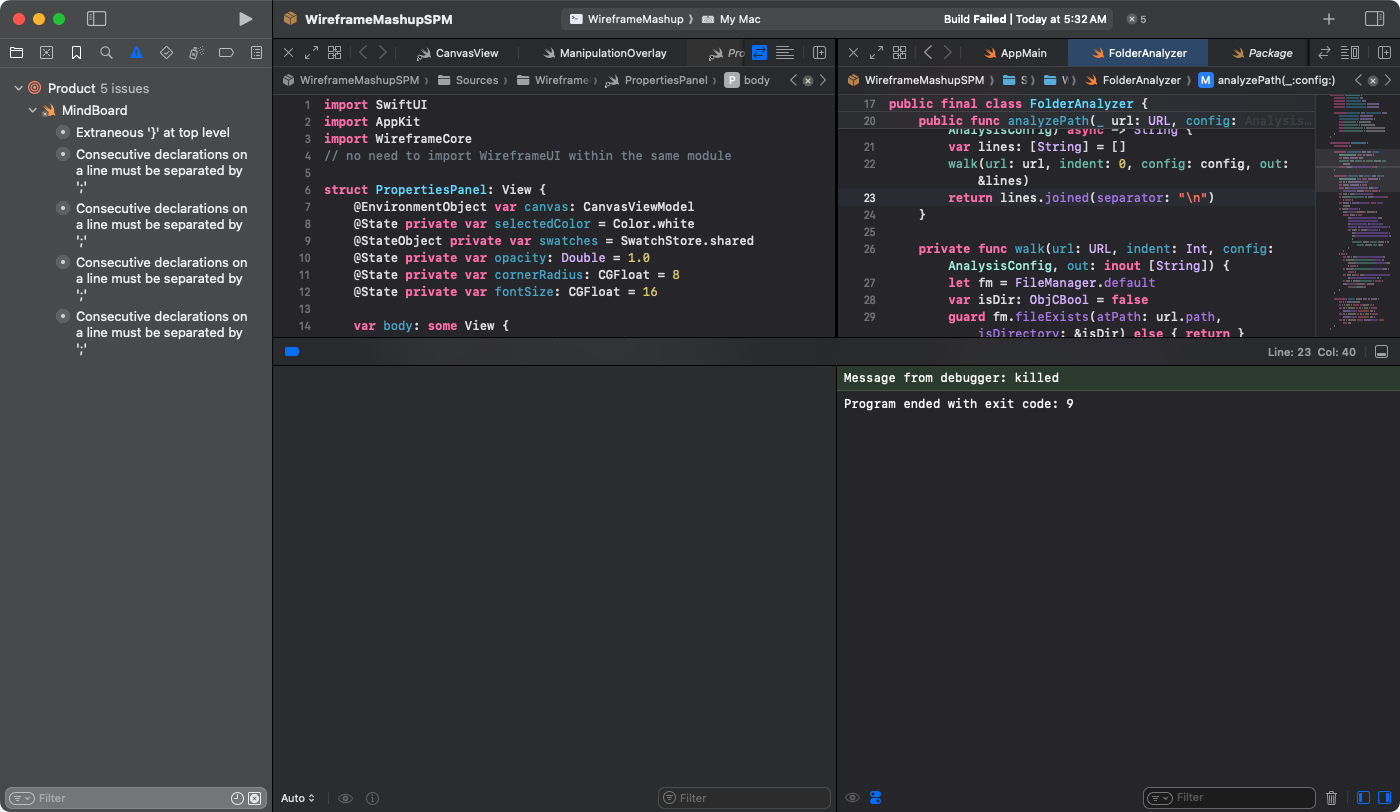 WireframeMashupSPM
WireframeMashup
My Mac
Build Failed | Today at 5:32 AM
5
Product 5 issues
MindBoard
Extraneous '}' at top level
Consecutive declarations on
a line must be separated by
';'
Consecutive declarations on
a line must be separated by
';'
Consecutive declarations on
a line must be separated by
';'
Consecutive declarations on
a line must be separated by
';'
Filter
CanvasView
ManipulationOverlay
Pro
WireframeMashupSPM
Sources
Wireframe
PropertiesPanel
P body
1 import SwiftUI
2 import AppKit
3 import WireframeCore
4 // no need to import WireframeUI within the same module
5
6 struct PropertiesPanel: View {
7 @EnvironmentObject var canvas: CanvasViewModel
8 @State private var selectedColor = Color.white
9 @StateObject private var swatches = SwatchStore.shared
10 @State private var opacity: Double = 1.0
11 @State private var cornerRadius: CGFloat = 8
12 @State private var fontSize: CGFloat = 16
13
14 var body: some View {
AppMain
FolderAnalyzer
Package
WireframeMashupSPM
S
W
FolderAnalyzer
M analyzePath(_:config:)
17 public final class FolderAnalyzer {
20 public func analyzePath(_ url: URL, config: Analysis…
AnalysisConfig) async -> String {
21 var lines: [String] = []
22 walk(url: url, indent: 0, config: config, out:
&lines)
23 return lines.joined(separator: "\n")
24 }
25
26 private func walk(url: URL, indent: Int, config:
AnalysisConfig, out: inout [String]) {
27 let fm = FileManager.default
28 var isDir: ObjCBool = false
29 guard fm.fileExists(atPath: url.path,
isDirectory: &isDir) else { return }
Line: 23 Col: 40
Message from debugger: killed
Program ended with exit code: 9
Auto
Filter
Filter